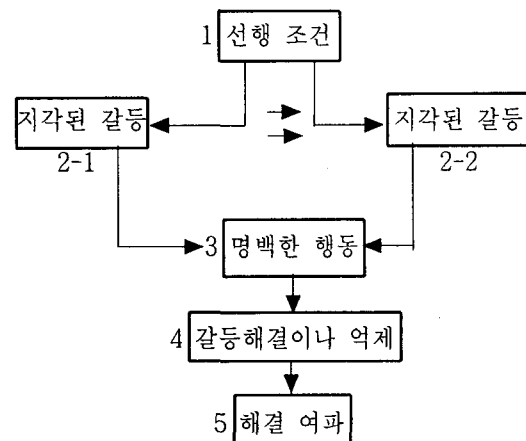 1 선행 조건
지각된 갈등
2-1
지각된 갈등
2-2
3 명백한 행동
4 갈등해결이나 억제
5 해결 여파